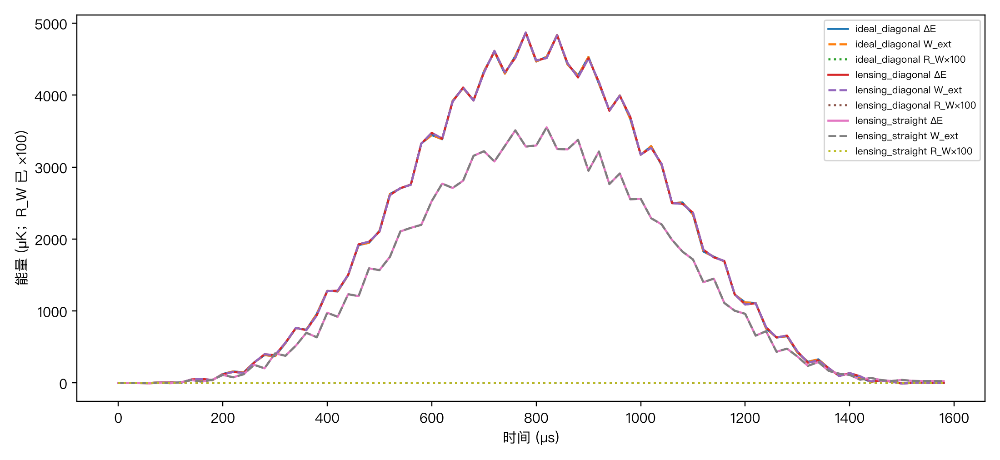 能量 (μK; R_W 已 ×100)
5000
4000
3000
2000
1000
0
ideal_diagonal ΔE
ideal_diagonal W_ext
ideal_diagonal R_W×100
lensing_diagonal ΔE
lensing_diagonal W_ext
lensing_diagonal R_W×100
lensing_straight ΔE
lensing_straight W_ext
lensing_straight R_W×100
0 200 400 600 800 1000 1200 1400 1600
时间 (μs)